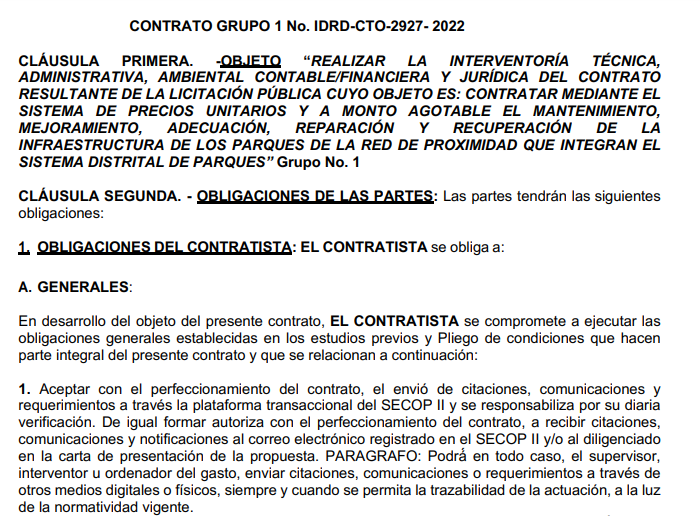 CONTRATO GRUPO 1 No. IDRD-CTO-2927- 2022
CLÁUSULA PRIMERA. -OBJETO “REALIZAR LA INTERVENTORÍA TÉCNICA,
ADMINISTRATIVA, AMBIENTAL CONTABLE/FINANCIERA Y JURÍDICA DEL CONTRATO
RESULTANTE DE LA LICITACIÓN PÚBLICA CUYO OBJETO ES: CONTRATAR MEDIANTE EL
SISTEMA DE PRECIOS UNITARIOS Y A MONTO AGOTABLE EL MANTENIMIENTO,
MEJORAMIENTO, ADECUACIÓN, REPARACIÓN Y RECUPERACIÓN DE LA
INFRAESTRUCTURA DE LOS PARQUES DE LA RED DE PROXIMIDAD QUE INTEGRAN EL
SISTEMA DISTRITAL DE PARQUES” Grupo No. 1
CLÁUSULA SEGUNDA. - OBLIGACIONES DE LAS PARTES: Las partes tendrán las siguientes
obligaciones:
1. OBLIGACIONES DEL CONTRATISTA: EL CONTRATISTA se obliga a:
A. GENERALES:
En desarrollo del objeto del presente contrato, EL CONTRATISTA se compromete a ejecutar las
obligaciones generales establecidas en los estudios previos y Pliego de condiciones que hacen
parte integral del presente contrato y que se relacionan a continuación:
1. Aceptar con el perfeccionamiento del contrato, el envió de citaciones, comunicaciones y
requerimientos a través la plataforma transaccional del SECOP II y se responsabiliza por su diaria
verificación. De igual formar autoriza con el perfeccionamiento del contrato, a recibir citaciones,
comunicaciones y notificaciones al correo electrónico registrado en el SECOP II y/o al diligenciado
en la carta de presentación de la propuesta. PARAGRAFO: Podrá en todo caso, el supervisor,
interventor u ordenador del gasto, enviar citaciones, comunicaciones o requerimientos a través de
otros medios digitales o físicos, siempre y cuando se permita la trazabilidad de la actuación, a la luz
de la normatividad vigente.